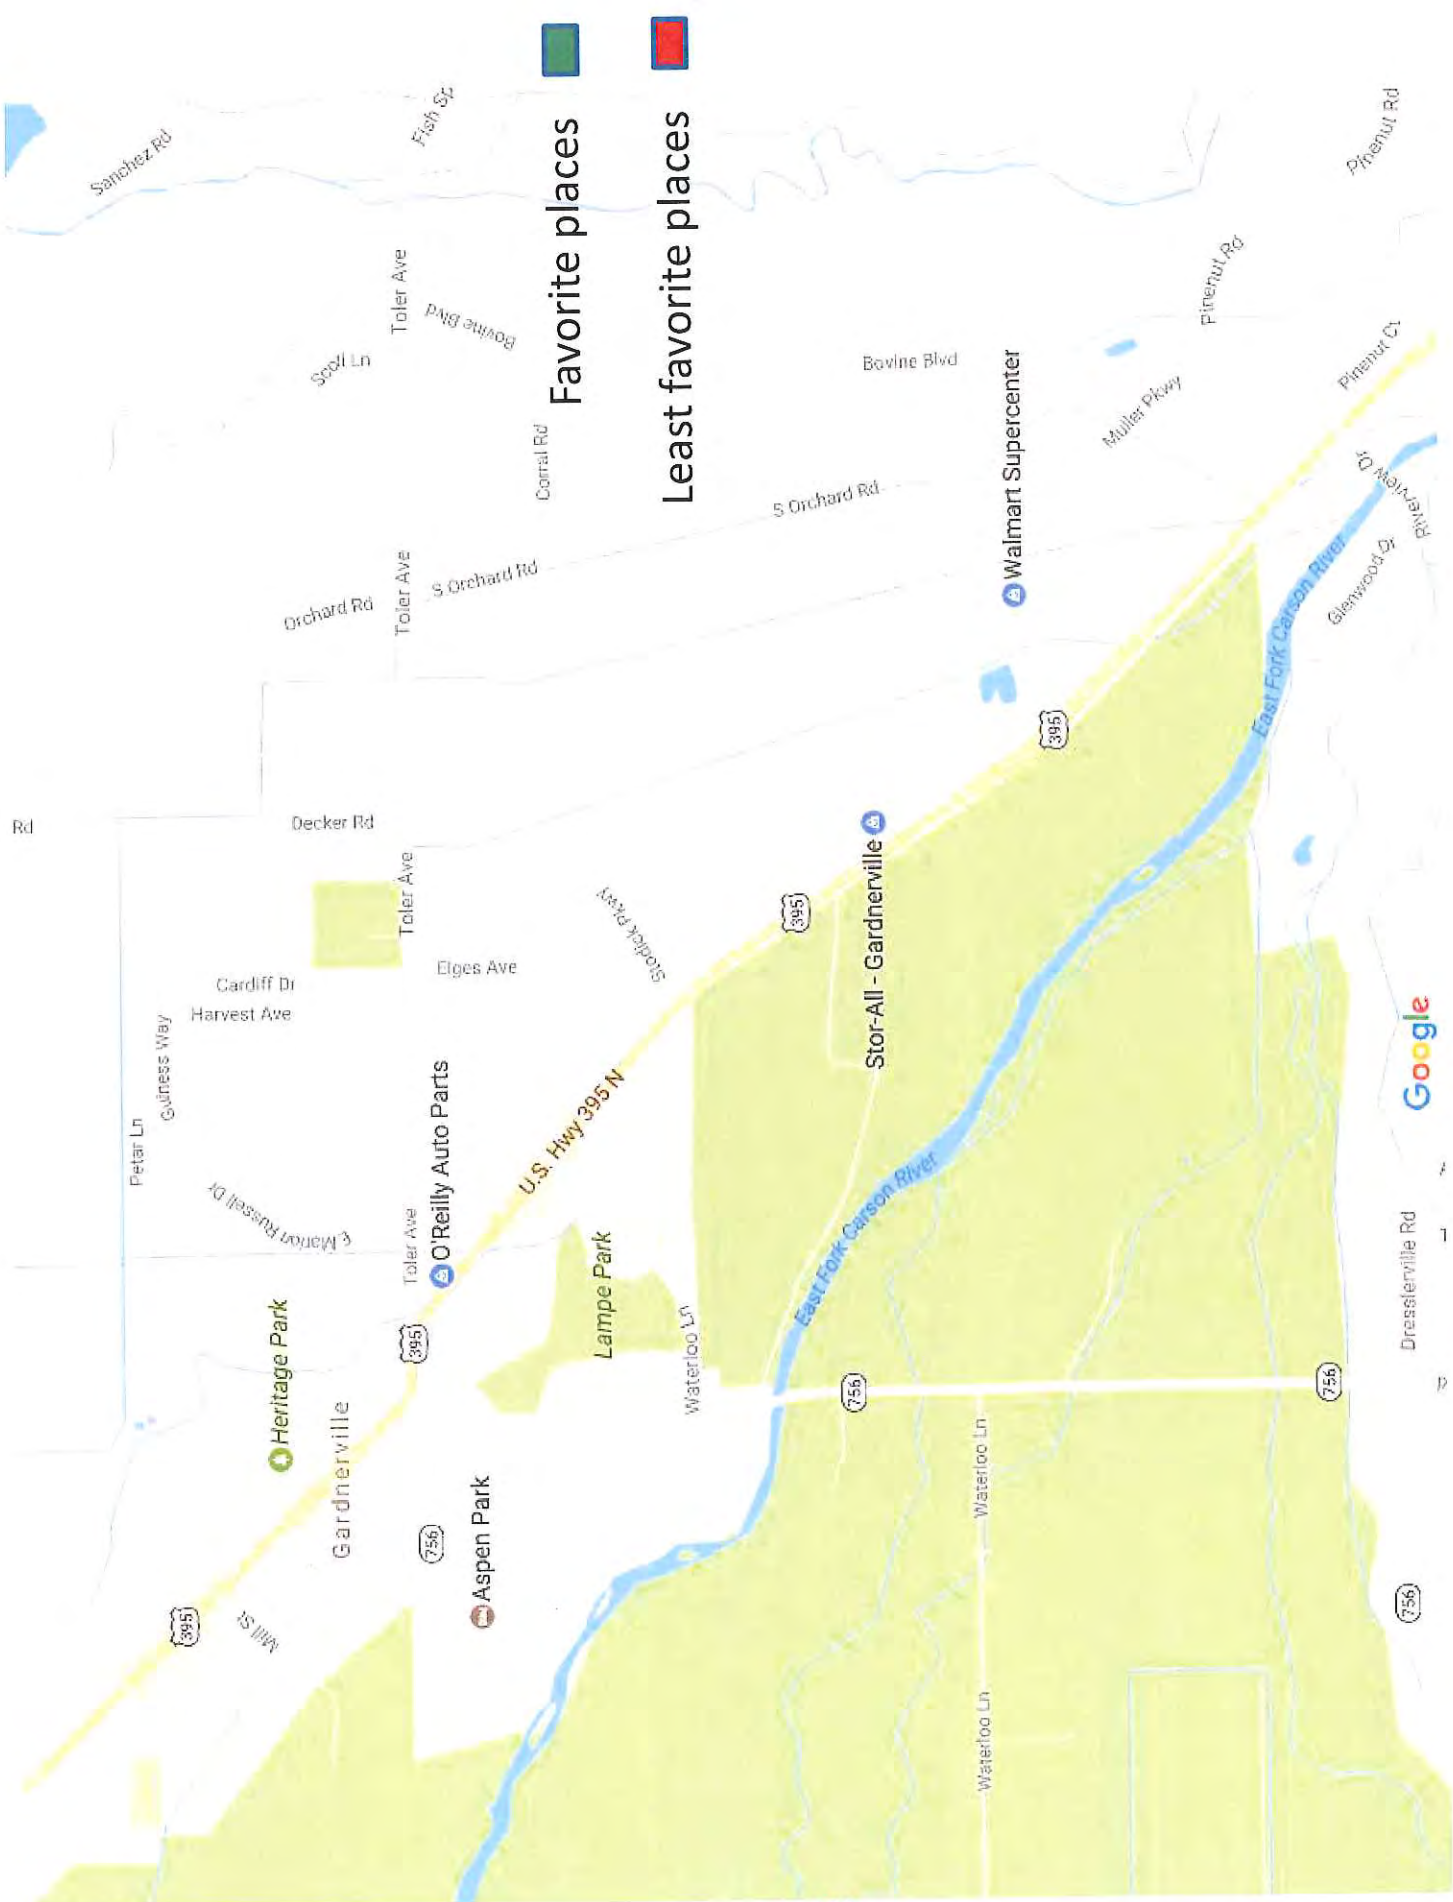 Rd
Petar Ln
Guiness Way
Harvest Ave
Cardiff Dr
Decker Rd
Sanchez Rd
395
Mill St
Heritage Park
Gardnerville
E Marion Russell Dr
Orchard Rd
Scott Ln
756
395
Toler Ave
Toler Ave
Toler Ave
Toler Ave
Fish Sp
Aspen Park
O'Reilly Auto Parts
Elges Ave
S Orchard Rd
Bovine Blvd
U.S. Hwy 395 N
Corral Rd
Favorite places
Lampe Park
Stodick Pkwy
Least favorite places
Waterloo Ln
395
S Orchard Rd
East Fork Carson River
756
Stor-All - Gardnerville
Bovine Blvd
Waterloo Ln
Waterloo Ln
Walmart Supercenter
395
Muller Pkwy
Pinenut Rd
East Fork Carson River
756
Glenwood Dr
Riverview Dr
Pinenut Ct
Pinenut Rd
756
Dresslerville Rd
Google